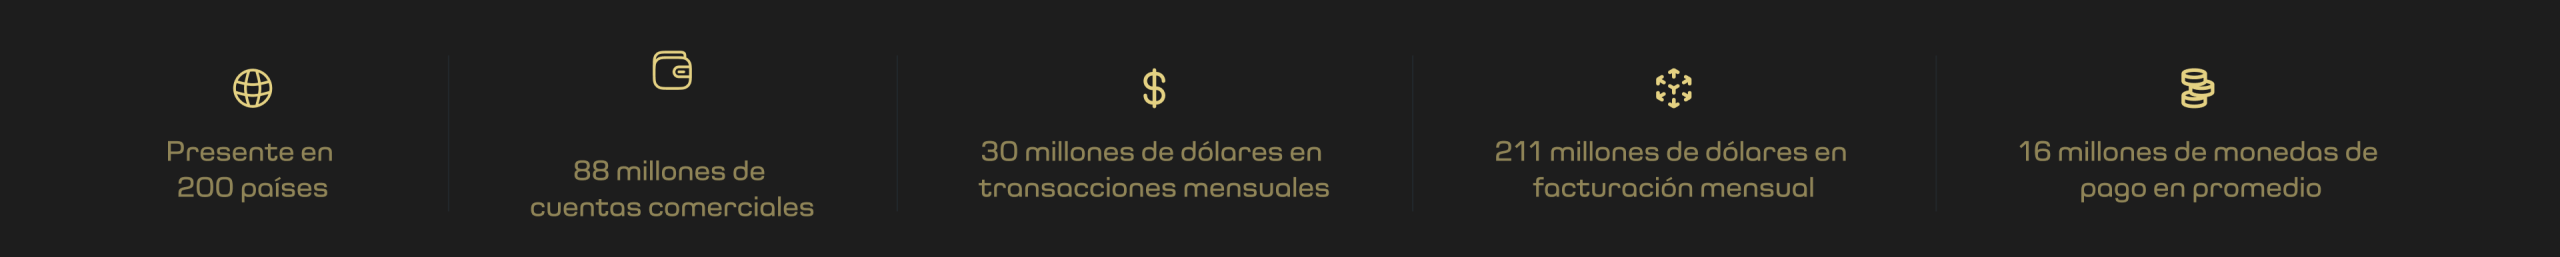 Presente en
200 países
88 millones de
cuentas comerciales
30 millones de dólares en
transacciones mensuales
211 millones de dólares en
facturación mensual
16 millones de monedas de
pago en promedio